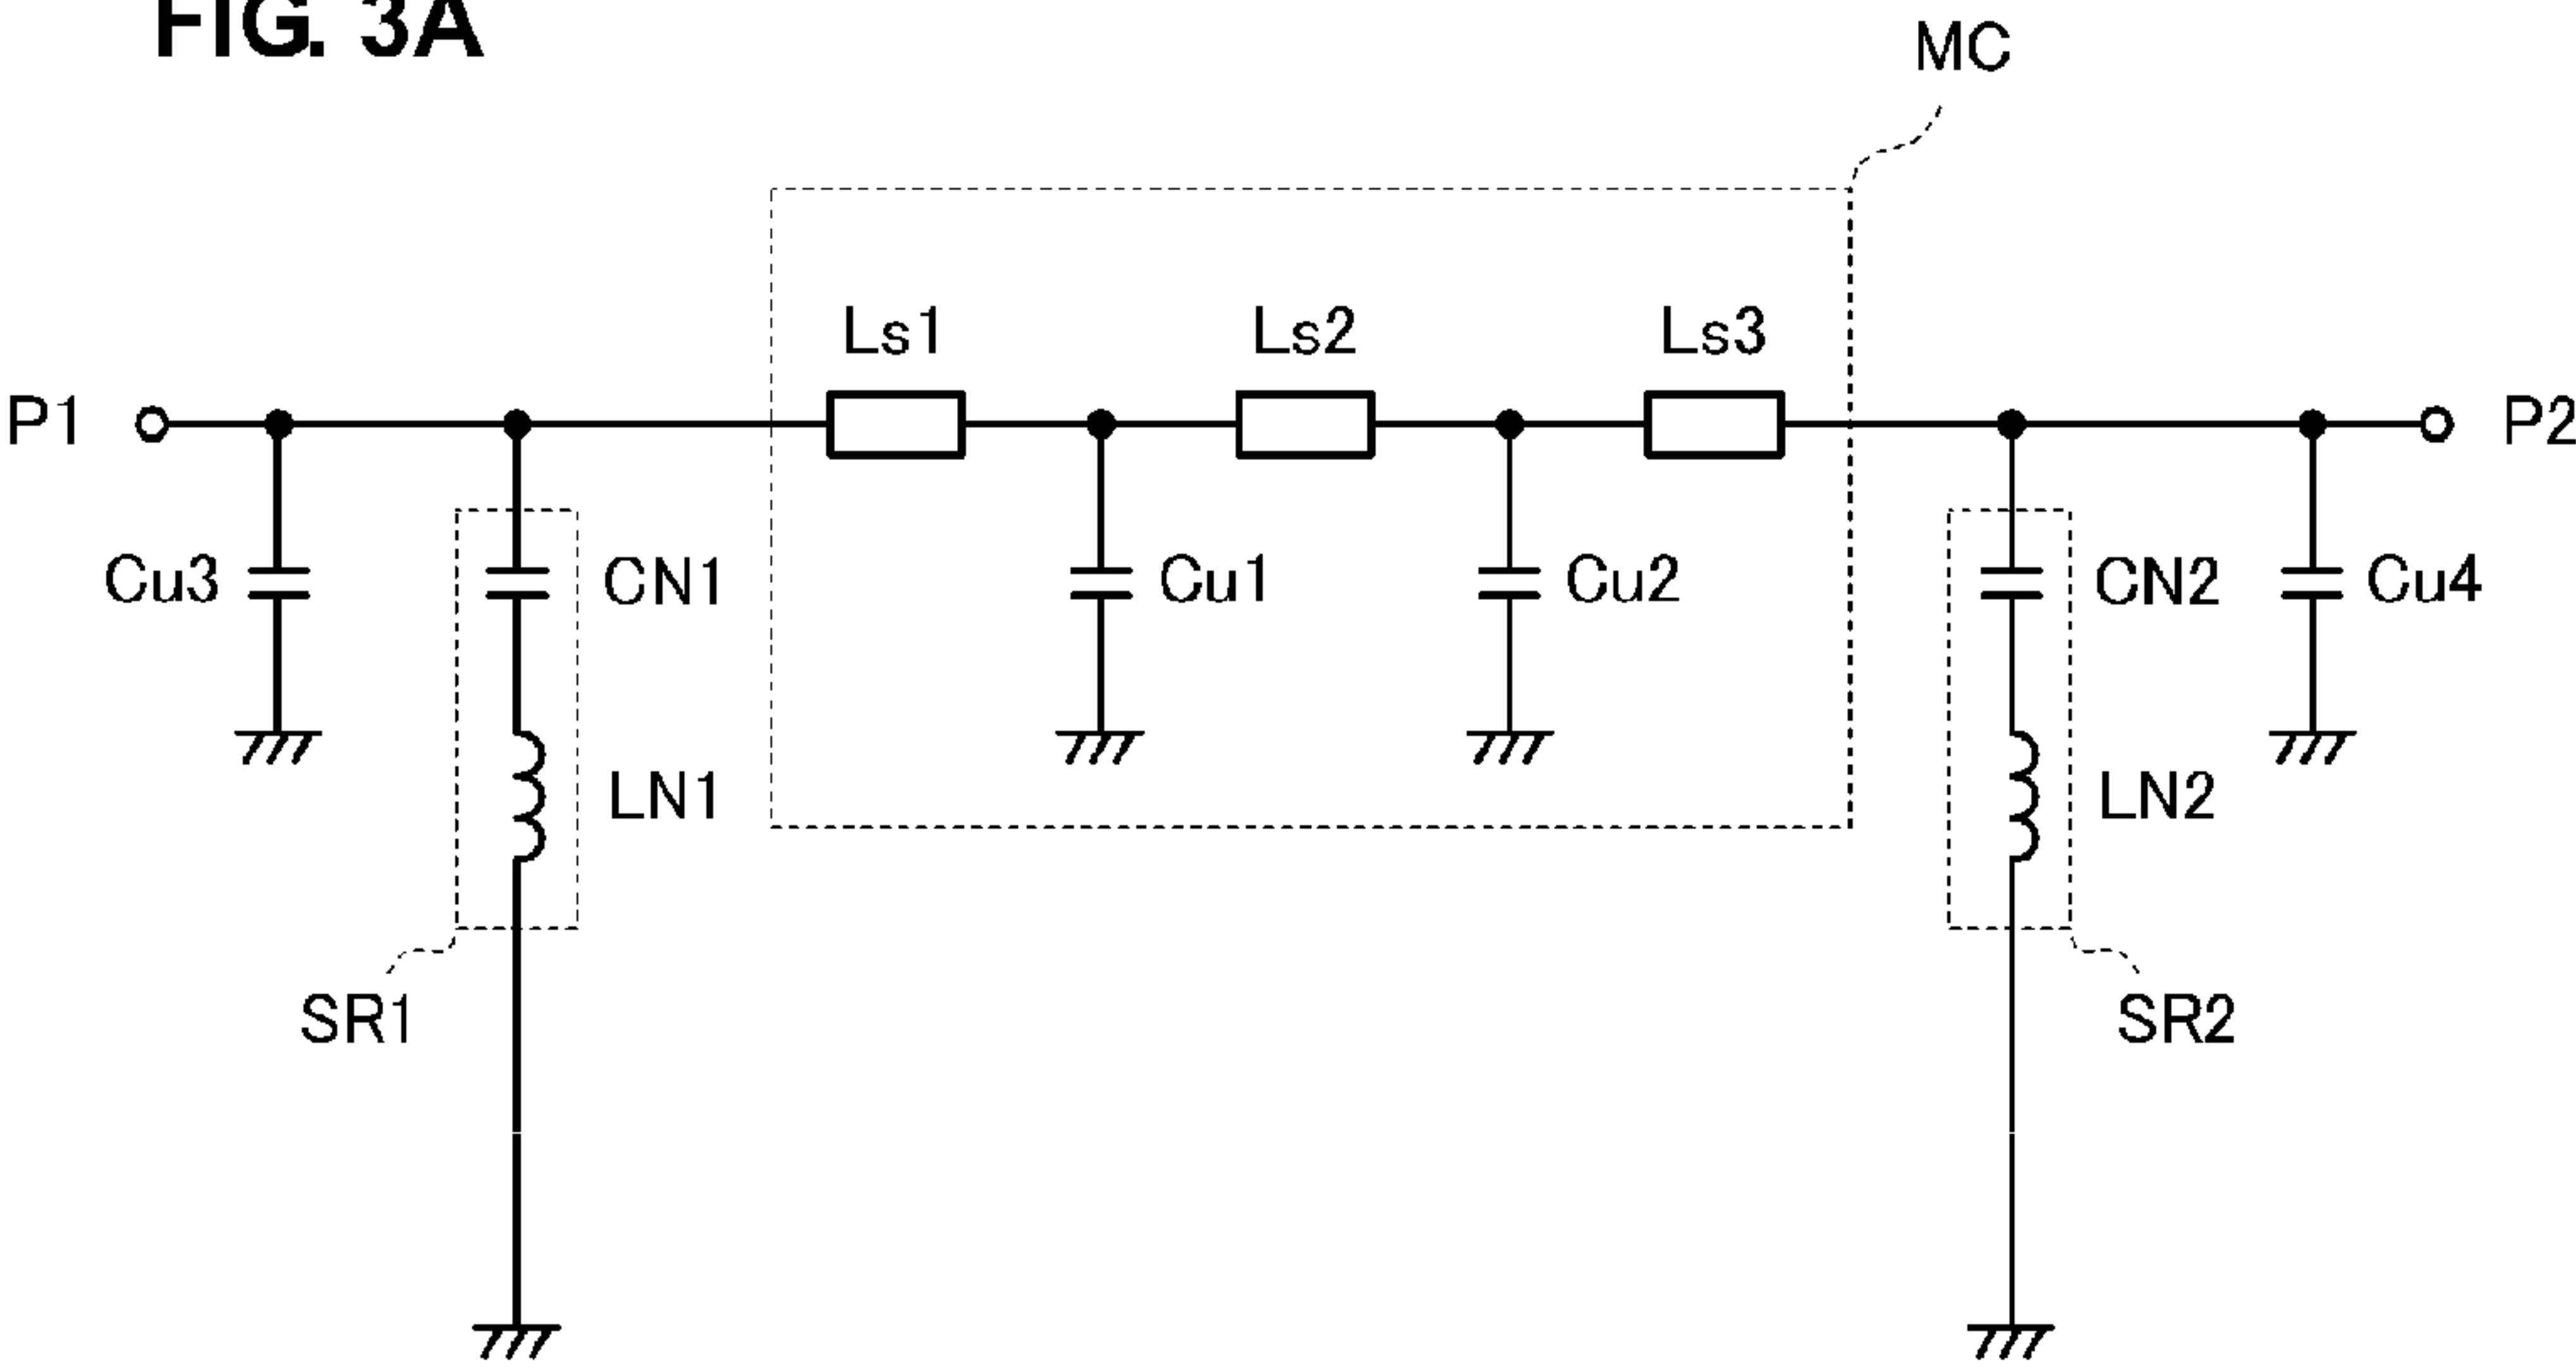 FIG. 3A
MC
Ls1 Ls2 Ls3
P1 P2
Cu3 CN1 Cu1 Cu2 CN2 Cu4
LN1 LN2
SR1 SR2